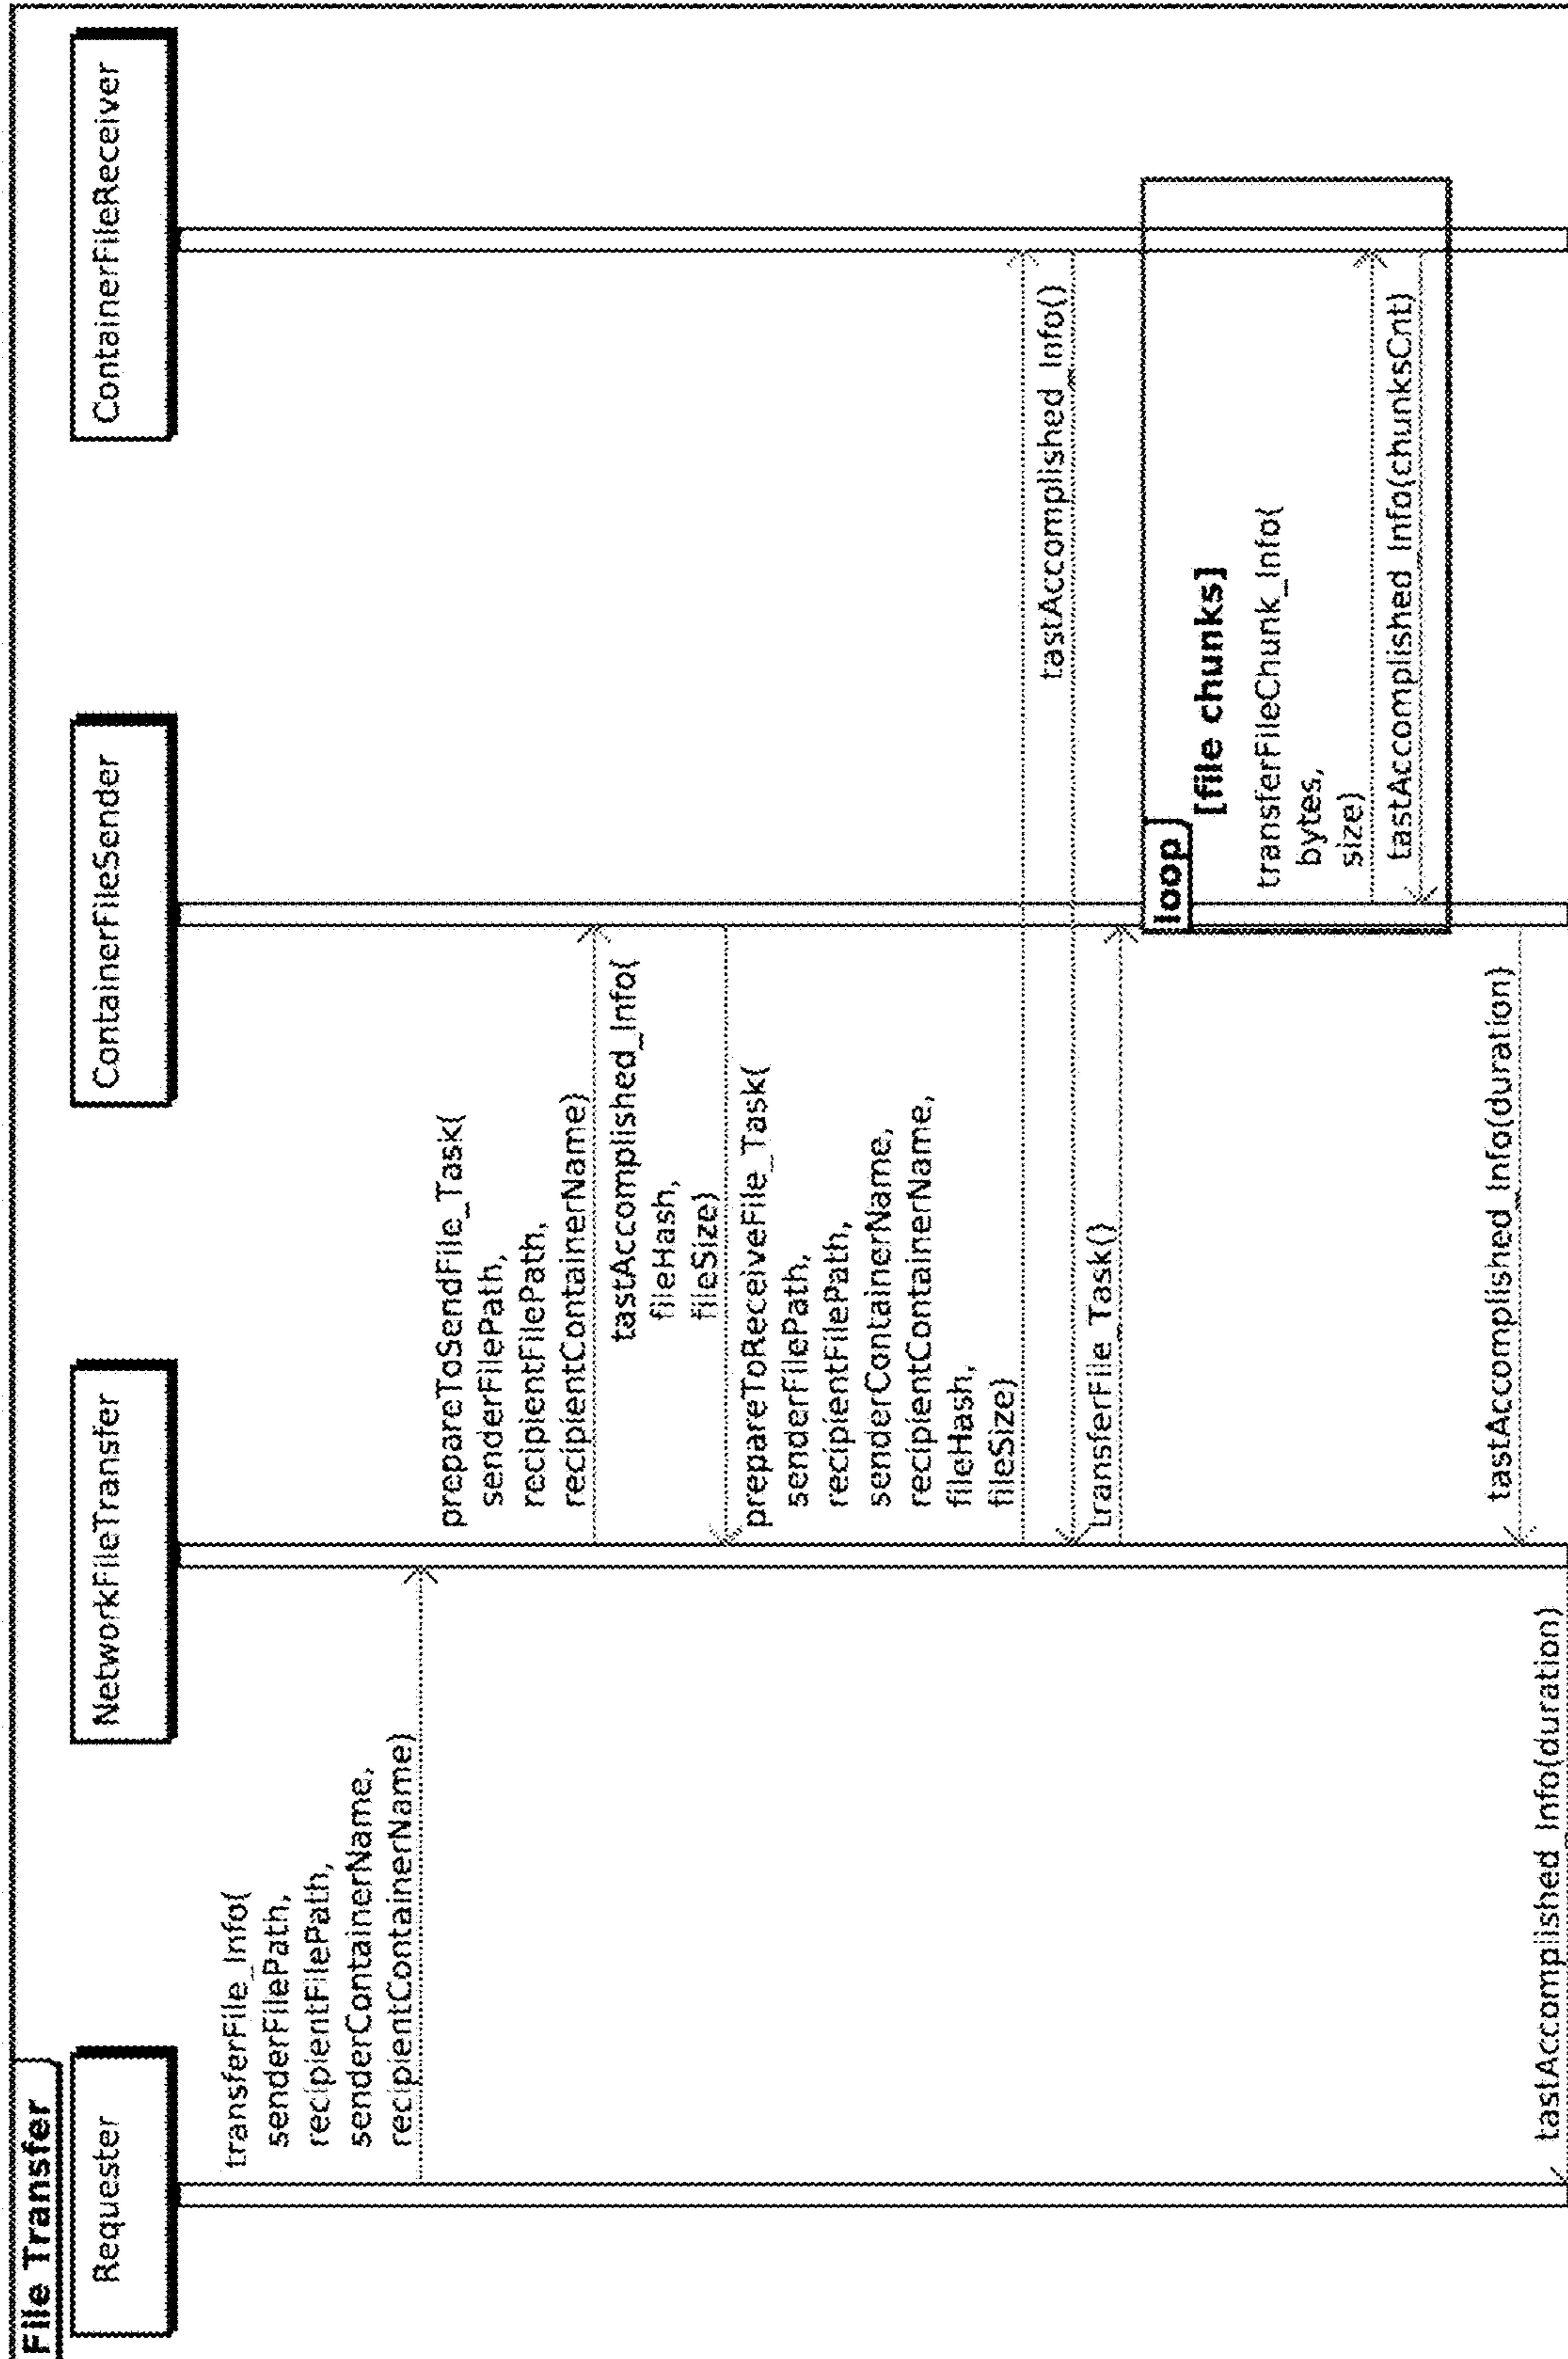 File Transfer
Requester
NetworkFileTransfer
ContainerFileSender
ContainerFileReceiver
transferFile_Info(
senderFilePath,
recipientFilePath,
senderContainerName,
recipientContainerName)
prepareToSendFile_Task(
senderFilePath,
recipientFilePath,
recipientContainerName)
tastAccomplished_Info(
fileHash,
fileSize)
prepareToReceiveFile_Task(
senderFilePath,
recipientFilePath,
senderContainerName,
recipientContainerName,
fileHash,
fileSize)
tastAccomplished_Info()
transferFile_Task()
loop
[file chunks]
transferFileChunk_Info(
bytes,
size)
tastAccomplished_Info(chunksCnt)
tastAccomplished_Info(duration)
tastAccomplished_Info(duration)